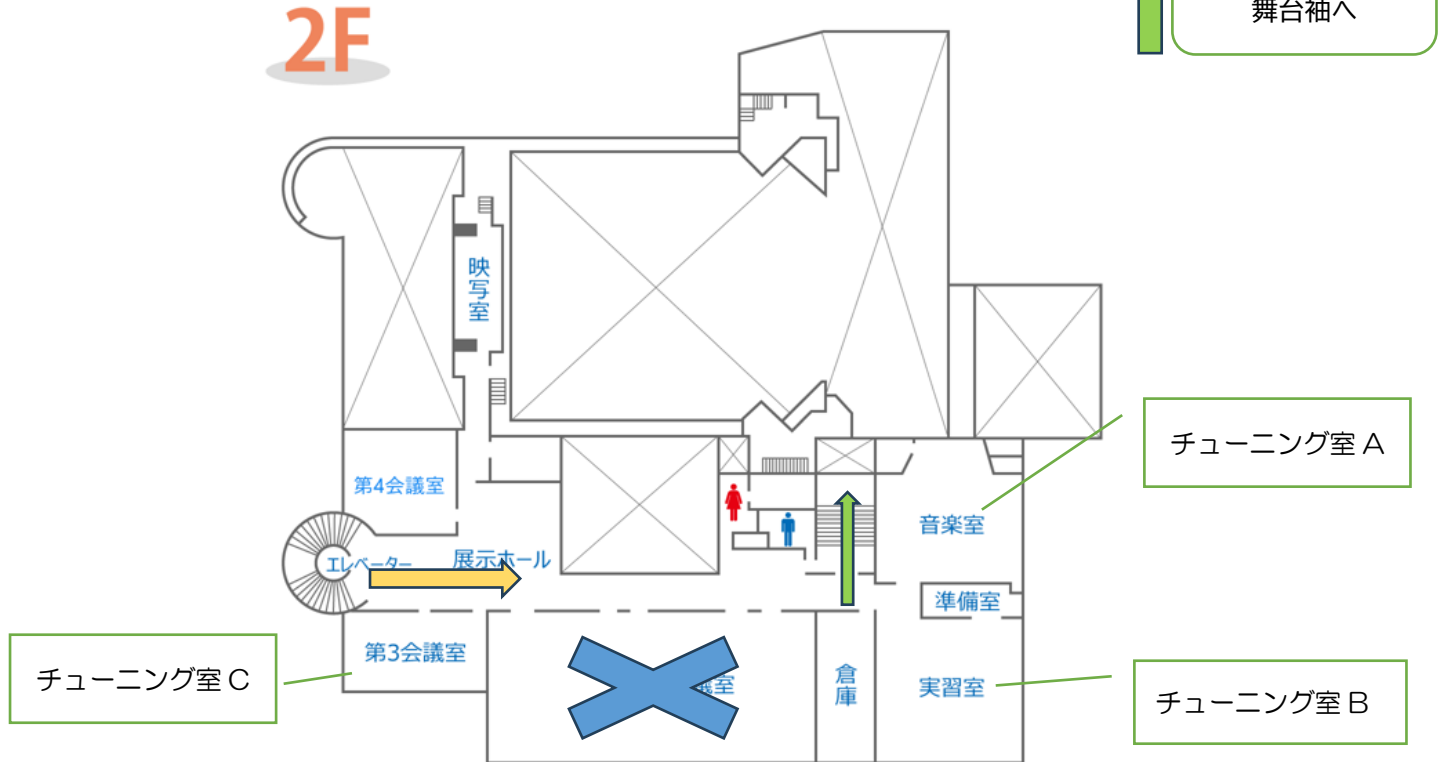 舞台袖へ
2F
映写室
チューニング室 A
第4会議室
音楽室
エレベーター
展示ホール
準備室
第3会議室
チューニング室 C
議室
倉庫
実習室
チューニング室 B